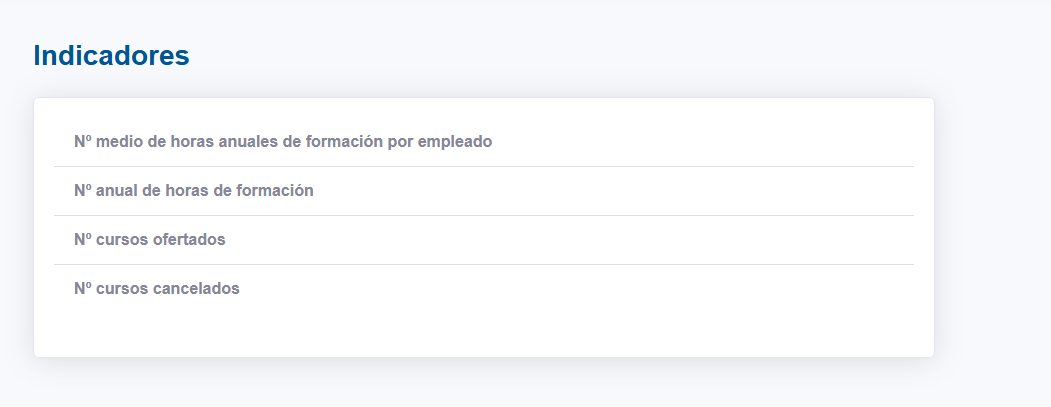 Indicadores
Nº medio de horas anuales de formación por empleado
Nº anual de horas de formación
Nº cursos ofertados
Nº cursos cancelados